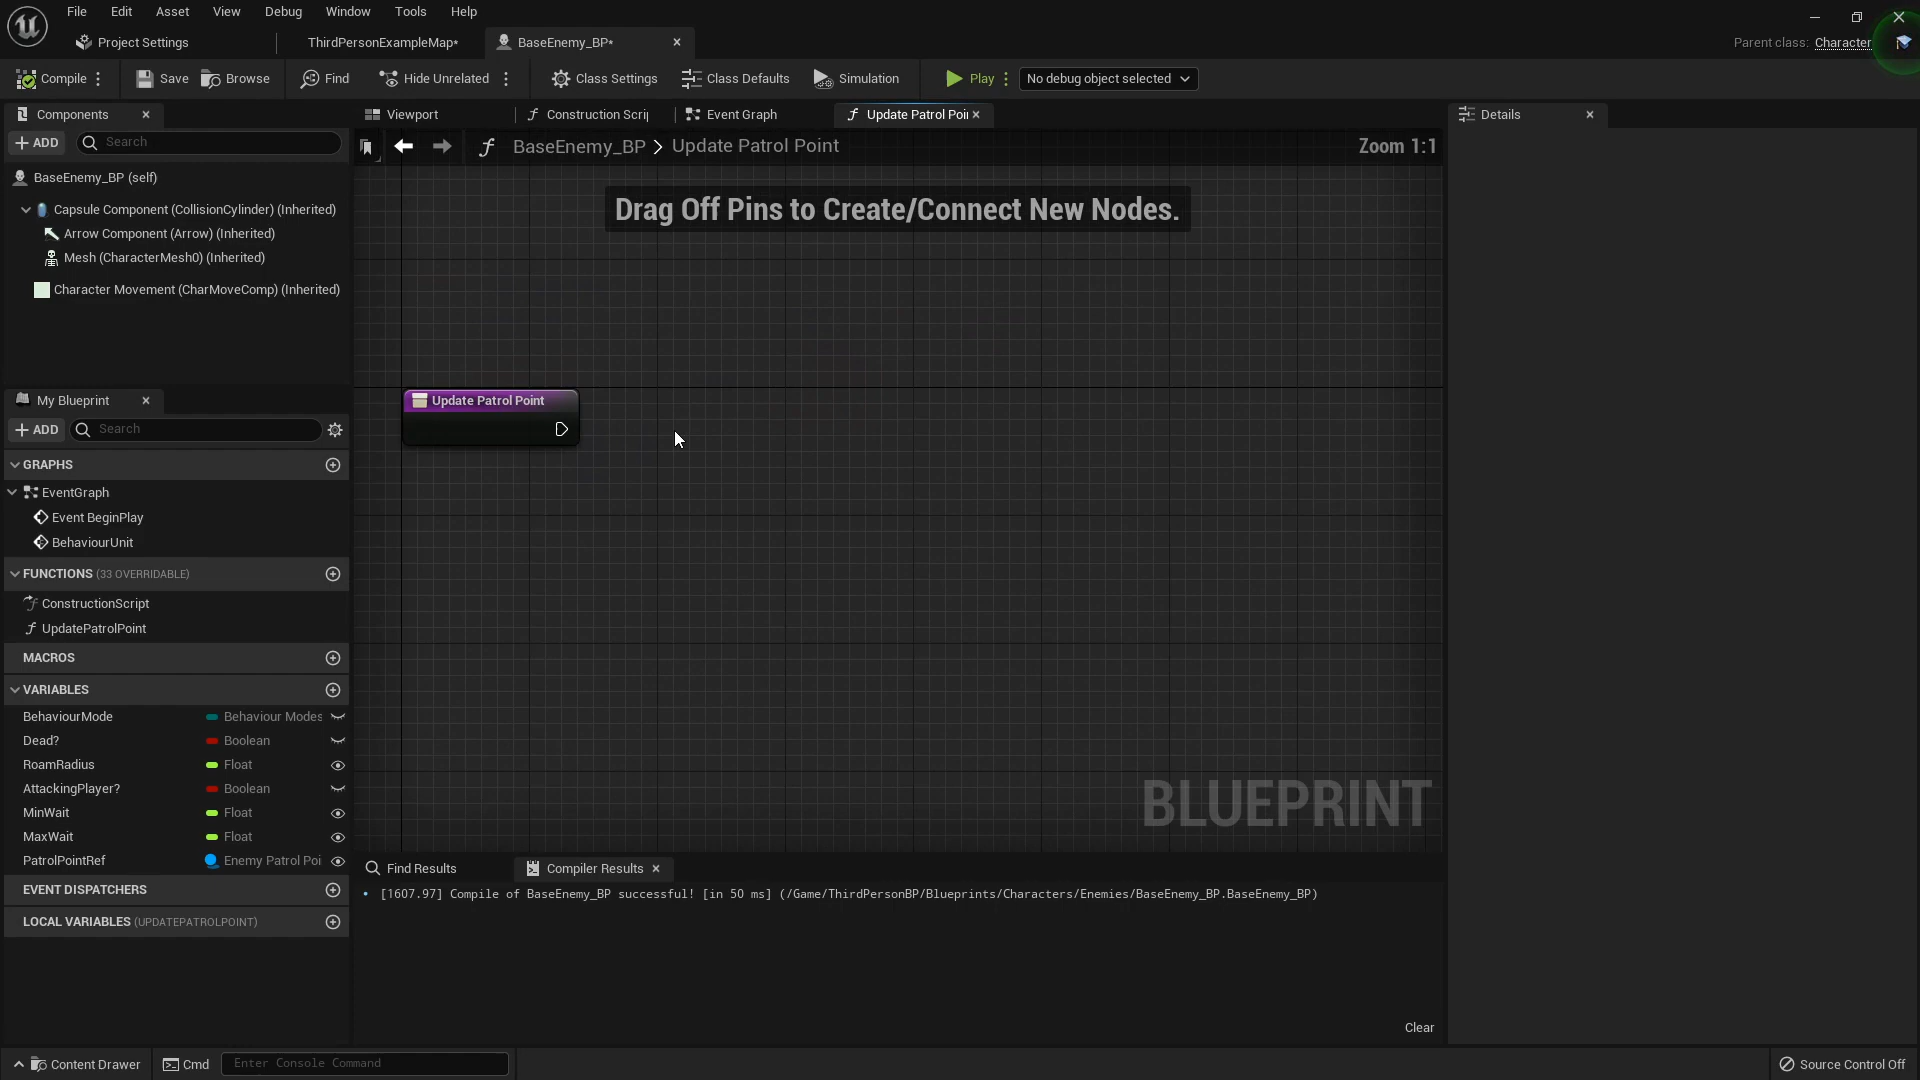 File Edit Asset View Debug Window Tools Help
Project Settings
ThirdPersonExampleMap*
BaseEnemy_BP*
Parent class: Character
Compile Save Browse Find Hide Unrelated Class Settings Class Defaults Simulation Play No debug object selected
Components
ADD Search
BaseEnemy_BP (self)
Capsule Component (CollisionCylinder) (Inherited)
Arrow Component (Arrow) (Inherited)
Mesh (CharacterMesh0) (Inherited)
Character Movement (CharMoveComp) (Inherited)
My Blueprint
ADD Search
GRAPHS
EventGraph
Event BeginPlay
BehaviourUnit
FUNCTIONS (33 OVERRIDABLE)
ConstructionScript
UpdatePatrolPoint
MACROS
VARIABLES
BehaviourMode Behaviour Modes
Dead? Boolean
RoamRadius Float
AttackingPlayer? Boolean
MinWait Float
MaxWait Float
PatrolPointRef Enemy Patrol Poi
EVENT DISPATCHERS
LOCAL VARIABLES (UPDATEPATROLPOINT)
Viewport Construction Scri Event Graph Update Patrol Poi
BaseEnemy_BP > Update Patrol Point
Zoom 1:1
Drag Off Pins to Create/Connect New Nodes.
Update Patrol Point
BLUEPRINT
Find Results Compiler Results
[1607.97] Compile of BaseEnemy_BP successful! [in 50 ms] (/Game/ThirdPersonBP/Blueprints/Characters/Enemies/BaseEnemy_BP.BaseEnemy_BP)
Clear
Details
Content Drawer Cmd Enter Console Command
Source Control Off